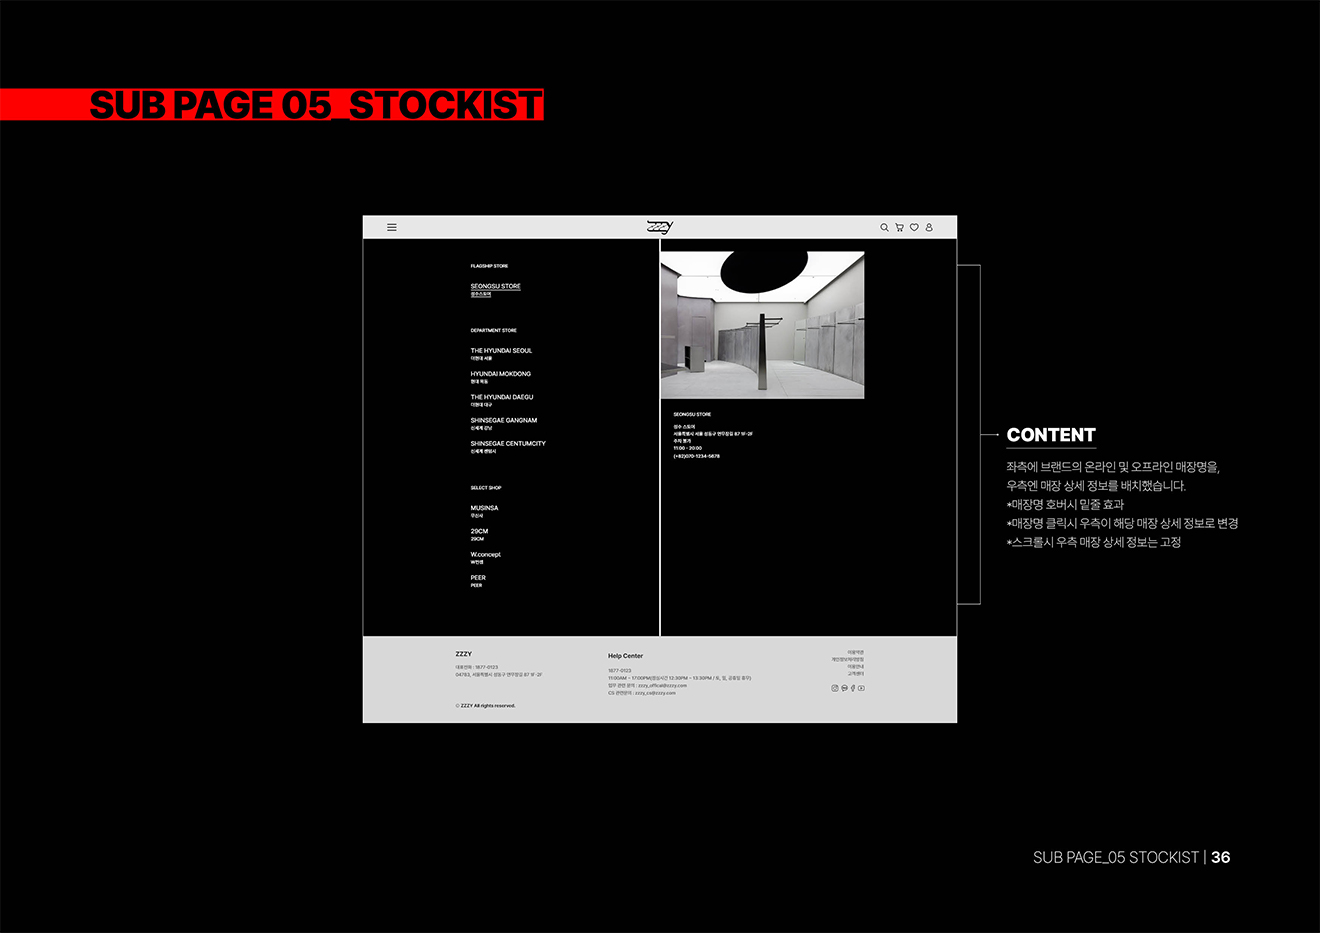 SUB PAGE 05_STOCKIST
ZZZY
FLAGSHIP STORE
SEONGSU STORE
성수스토어
DEPARTMENT STORE
THE HYUNDAI SEOUL
더현대 서울
HYUNDAI MOKDONG
현대 목동
THE HYUNDAI DAEGU
더현대 대구
SHINSEGAE GANGNAM
신세계 강남
SHINSEGAE CENTUMCITY
신세계 센텀시
SELECT SHOP
MUSINSA
무신사
29CM
29CM
W.concept
W컨셉
PEER
PEER
SEONGSU STORE
성수 스토어
서울특별시 서울 성동구 연무장길 87 1F-2F
주차 불가
11:00 - 20:00
(+82)070-1234-5678
CONTENT
좌측에 브랜드의 온라인 및 오프라인 매장명을,
우측엔 매장 상세 정보를 배치했습니다.
*매장명 호버시 밑줄 효과
*매장명 클릭시 우측이 해당 매장 상세 정보로 변경
*스크롤시 우측 매장 상세 정보는 고정
ZZZY
대표전화 : 1877-0123
04783, 서울특별시 성동구 연무장길 87 1F-2F
© ZZZY All rights reserved.
Help Center
1877-0123
11:00AM - 17:00PM(점심시간 12:30PM - 13:30PM / 토, 일, 공휴일 휴무)
업무 관련 문의 : zzzy_offical@zzzy.com
CS 관련문의 : zzzy_cs@zzzy.com
이용약관
개인정보처리방침
이용안내
고객센터
SUB PAGE_05 STOCKIST | 36